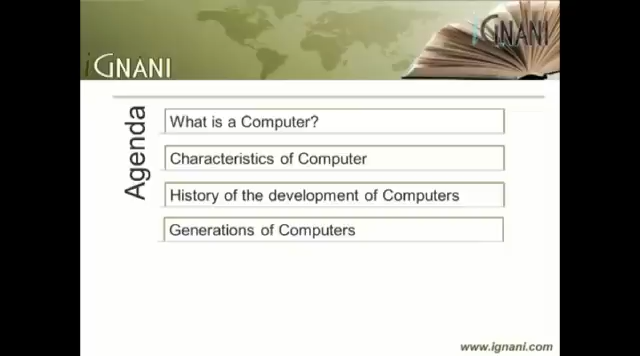 iGNANI
iGNANI
Agenda
What is a Computer?
Characteristics of Computer
History of the development of Computers
Generations of Computers
www.ignani.com